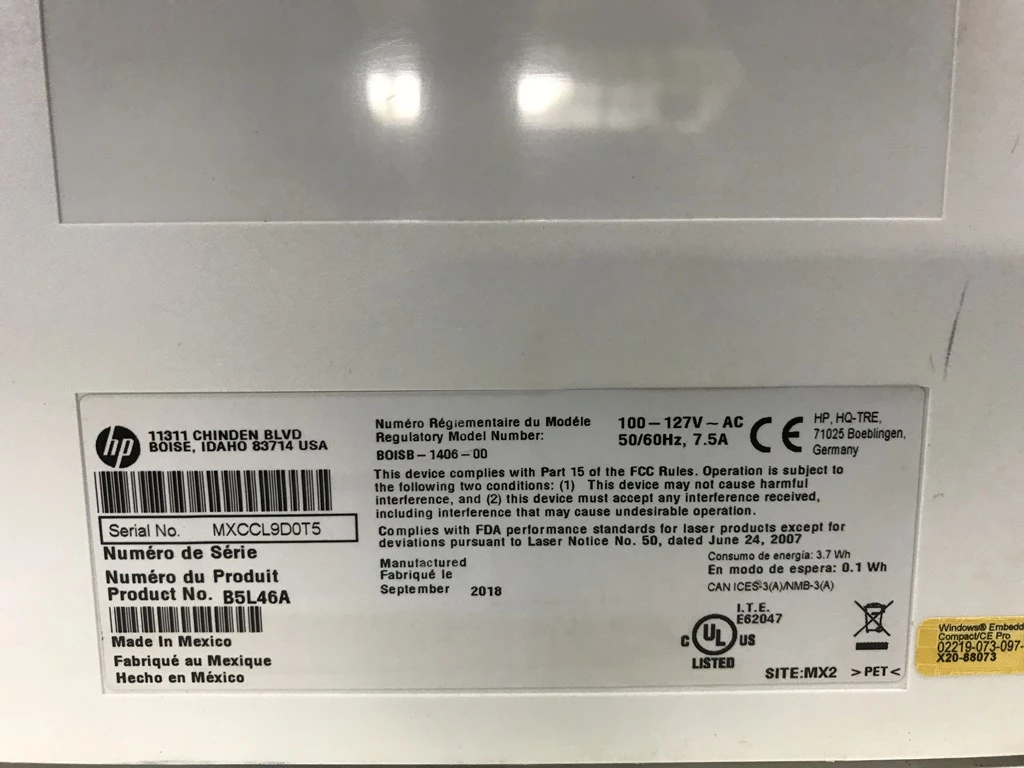 hp
11311 CHINDEN BLVD
BOISE, IDAHO 83714 USA
Serial No. MXCCL9D0T5
Numéro de Série
Numéro du Produit
Product No. B5L46A
Made In Mexico
Fabriqué au Mexique
Hecho en México
Numéro Réglementaire du Modéle
Regulatory Model Number:
BOISB-1406-00
100-127V~AC
50/60Hz, 7.5A
CE
HP, HQ-TRE,
71025 Boeblingen,
Germany
This device complies with Part 15 of the FCC Rules. Operation is subject to
the following two conditions: (1) This device may not cause harmful
interference, and (2) this device must accept any interference received,
including interference that may cause undesirable operation.
Complies with FDA performance standards for laser products except for
deviations pursuant to Laser Notice No. 50, dated June 24, 2007
Manufactured
Fabriqué le
September 2018
Consumo de energía: 3.7 Wh
En modo de espera: 0.1 Wh
CAN ICES-3(A)/NMB-3(A)
I.T.E.
E62047
C UL US
LISTED
SITE:MX2 >PET<
Windows® Embedd
Compact/CE Pro
02219-073-097-
X20-88073